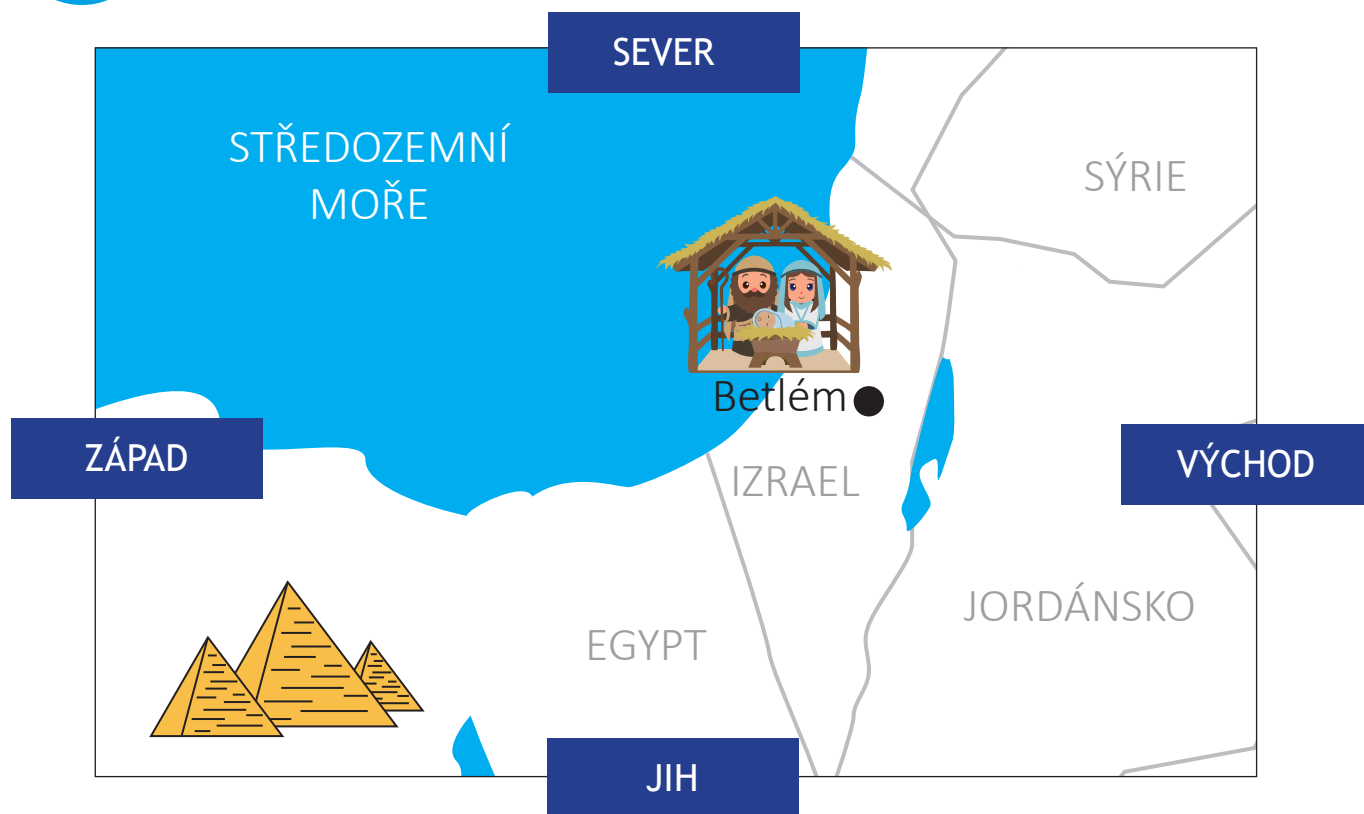 SEVER
STŘEDOZEMNÍ
MOŘE
SÝRIE
Betlém
ZÁPAD
VÝCHOD
IZRAEL
JORDÁNSKO
EGYPT
JIH